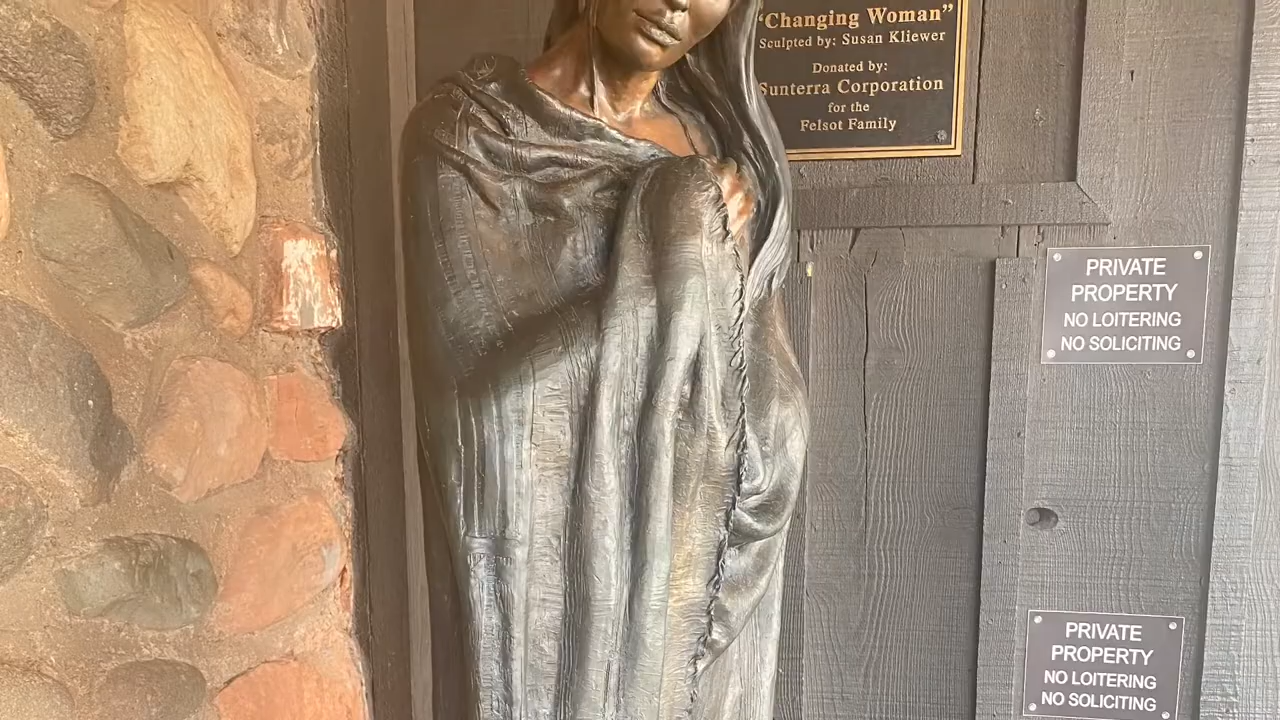 "Changing Woman"
Sculpted by: Susan Kliewer
Donated by:
Sunterra Corporation
for the
Felsot Family
PRIVATE
PROPERTY
NO LOITERING
NO SOLICITING
PRIVATE
PROPERTY
NO LOITERING
NO SOLICITING